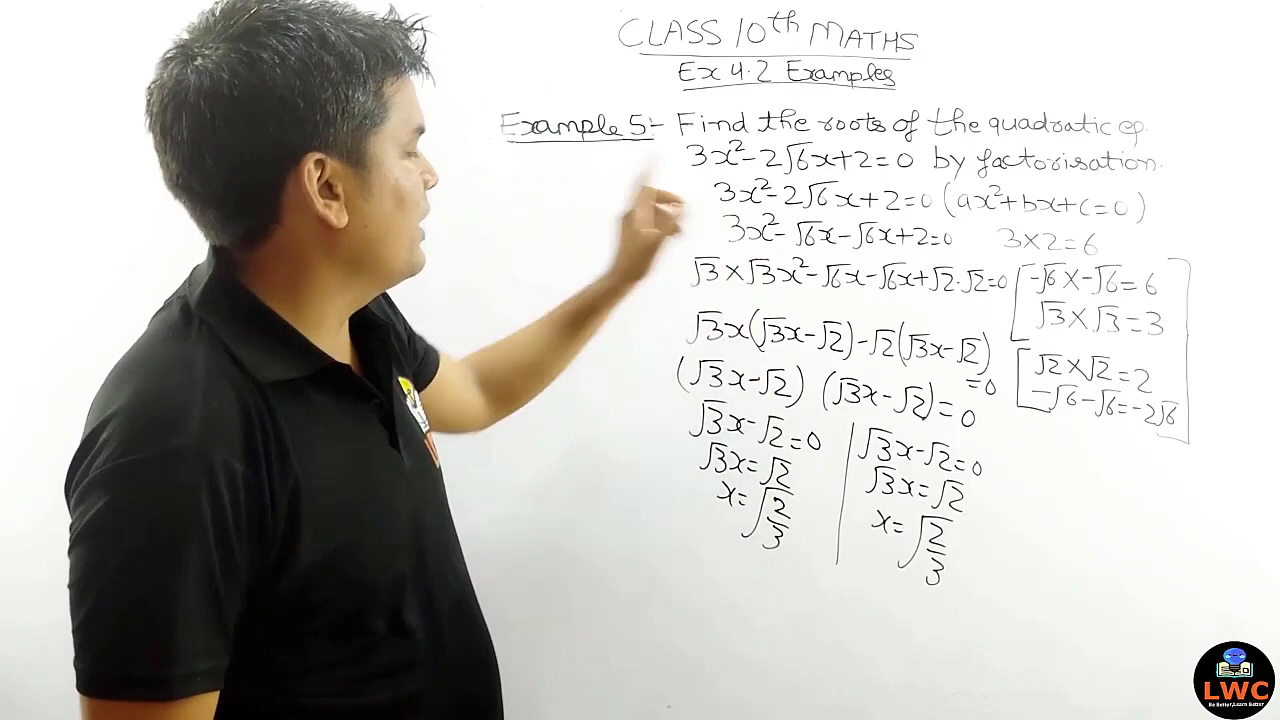 CLASS 10th MATHS
Ex 4.2 Examples
Example 5:- Find the roots of the quadratic eq.
3x²-2√6x+2=0 by factorisation.
3x²-2√6x+2=0 (ax²+bx+c=0)
3x²-√6x-√6x+2=0 3×2=6
√3×√3x²-√6x-√6x+√2.√2=0
-√6×-√6=6
√3×√3=3
√3x(√3x-√2)-√2(√3x-√2)
=0
√2×√2=2
-√6-√6=-2√6
(√3x-√2) (√3x-√2)=0
√3x-√2=0
√3x=√2
x=√2/3
√3x-√2=0
√3x=√2
x=√2/3
LWC
Be Better,Learn Better